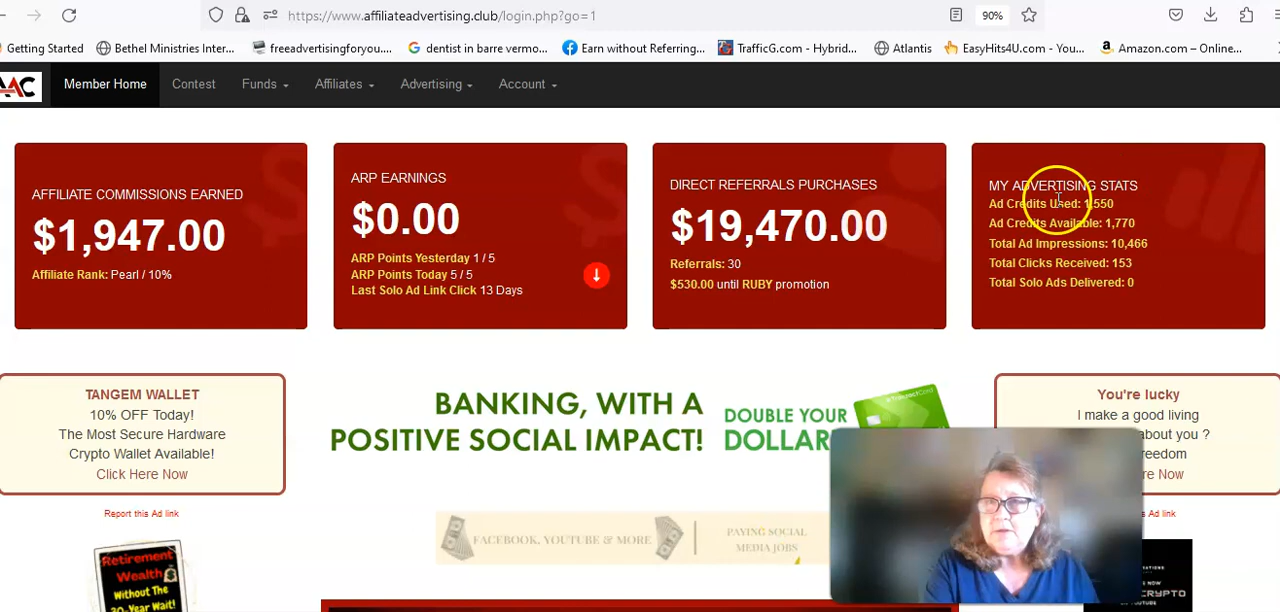 https://www.affiliateadvertising.club/login.php?go=1
90%
Getting Started
Bethel Ministries Inter...
freeadvertisingforyou....
dentist in barre vermo...
Earn without Referring...
TrafficG.com - Hybrid...
Atlantis
EasyHits4U.com - You...
Amazon.com – Online...
AAC
Member Home
Contest
Funds
Affiliates
Advertising
Account
AFFILIATE COMMISSIONS EARNED
$1,947.00
Affiliate Rank: Pearl / 10%
ARP EARNINGS
$0.00
ARP Points Yesterday 1 / 5
ARP Points Today 5 / 5
Last Solo Ad Link Click 13 Days
DIRECT REFERRALS PURCHASES
$19,470.00
Referrals: 30
$530.00 until RUBY promotion
MY ADVERTISING STATS
Ad Credits Used: 1,550
Ad Credits Available: 1,770
Total Ad Impressions: 10,466
Total Clicks Received: 153
Total Solo Ads Delivered: 0
TANGEM WALLET
10% OFF Today!
The Most Secure Hardware
Crypto Wallet Available!
Click Here Now
Report this Ad link
BANKING, WITH A
POSITIVE SOCIAL IMPACT!
DOUBLE YOUR
FACEBOOK, YOUTUBE & MORE
PAYING SOCIAL
MEDIA JOBS
You're lucky
I make a good living
about you ?
Now
Ad link
Retirement
Wealth
Without The
30-Year Wait!